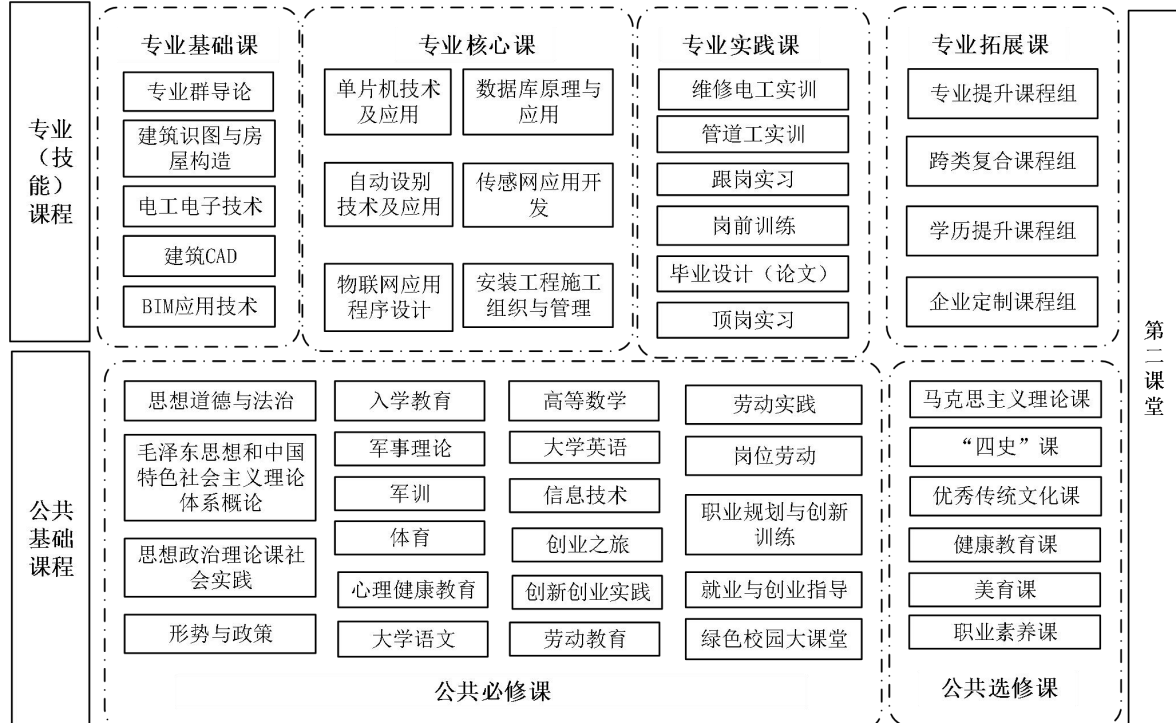 专业
（技
能）
课程
专业基础课
专业群导论
建筑识图与房
屋构造
电工电子技术
建筑CAD
BIM应用技术
专业核心课
单片机技术
及应用
数据库原理与
应用
自动设别
技术及应用
传感网应用开
发
物联网应用
程序设计
安装工程施工
组织与管理
专业实践课
维修电工实训
管道工实训
跟岗实习
岗前训练
毕业设计（论文）
顶岗实习
专业拓展课
专业提升课程组
跨类复合课程组
学历提升课程组
企业定制课程组
公共
基础
课程
思想道德与法治
毛泽东思想和中国
特色社会主义理论
体系概论
思想政治理论课社
会实践
形势与政策
入学教育
军事理论
军训
体育
心理健康教育
大学语文
高等数学
大学英语
信息技术
创业之旅
创新创业实践
劳动教育
劳动实践
岗位劳动
职业规划与创新
训练
就业与创业指导
绿色校园大课堂
公共必修课
马克思主义理论课
“四史”课
优秀传统文化课
健康教育课
美育课
职业素养课
公共选修课
第
二
课
堂